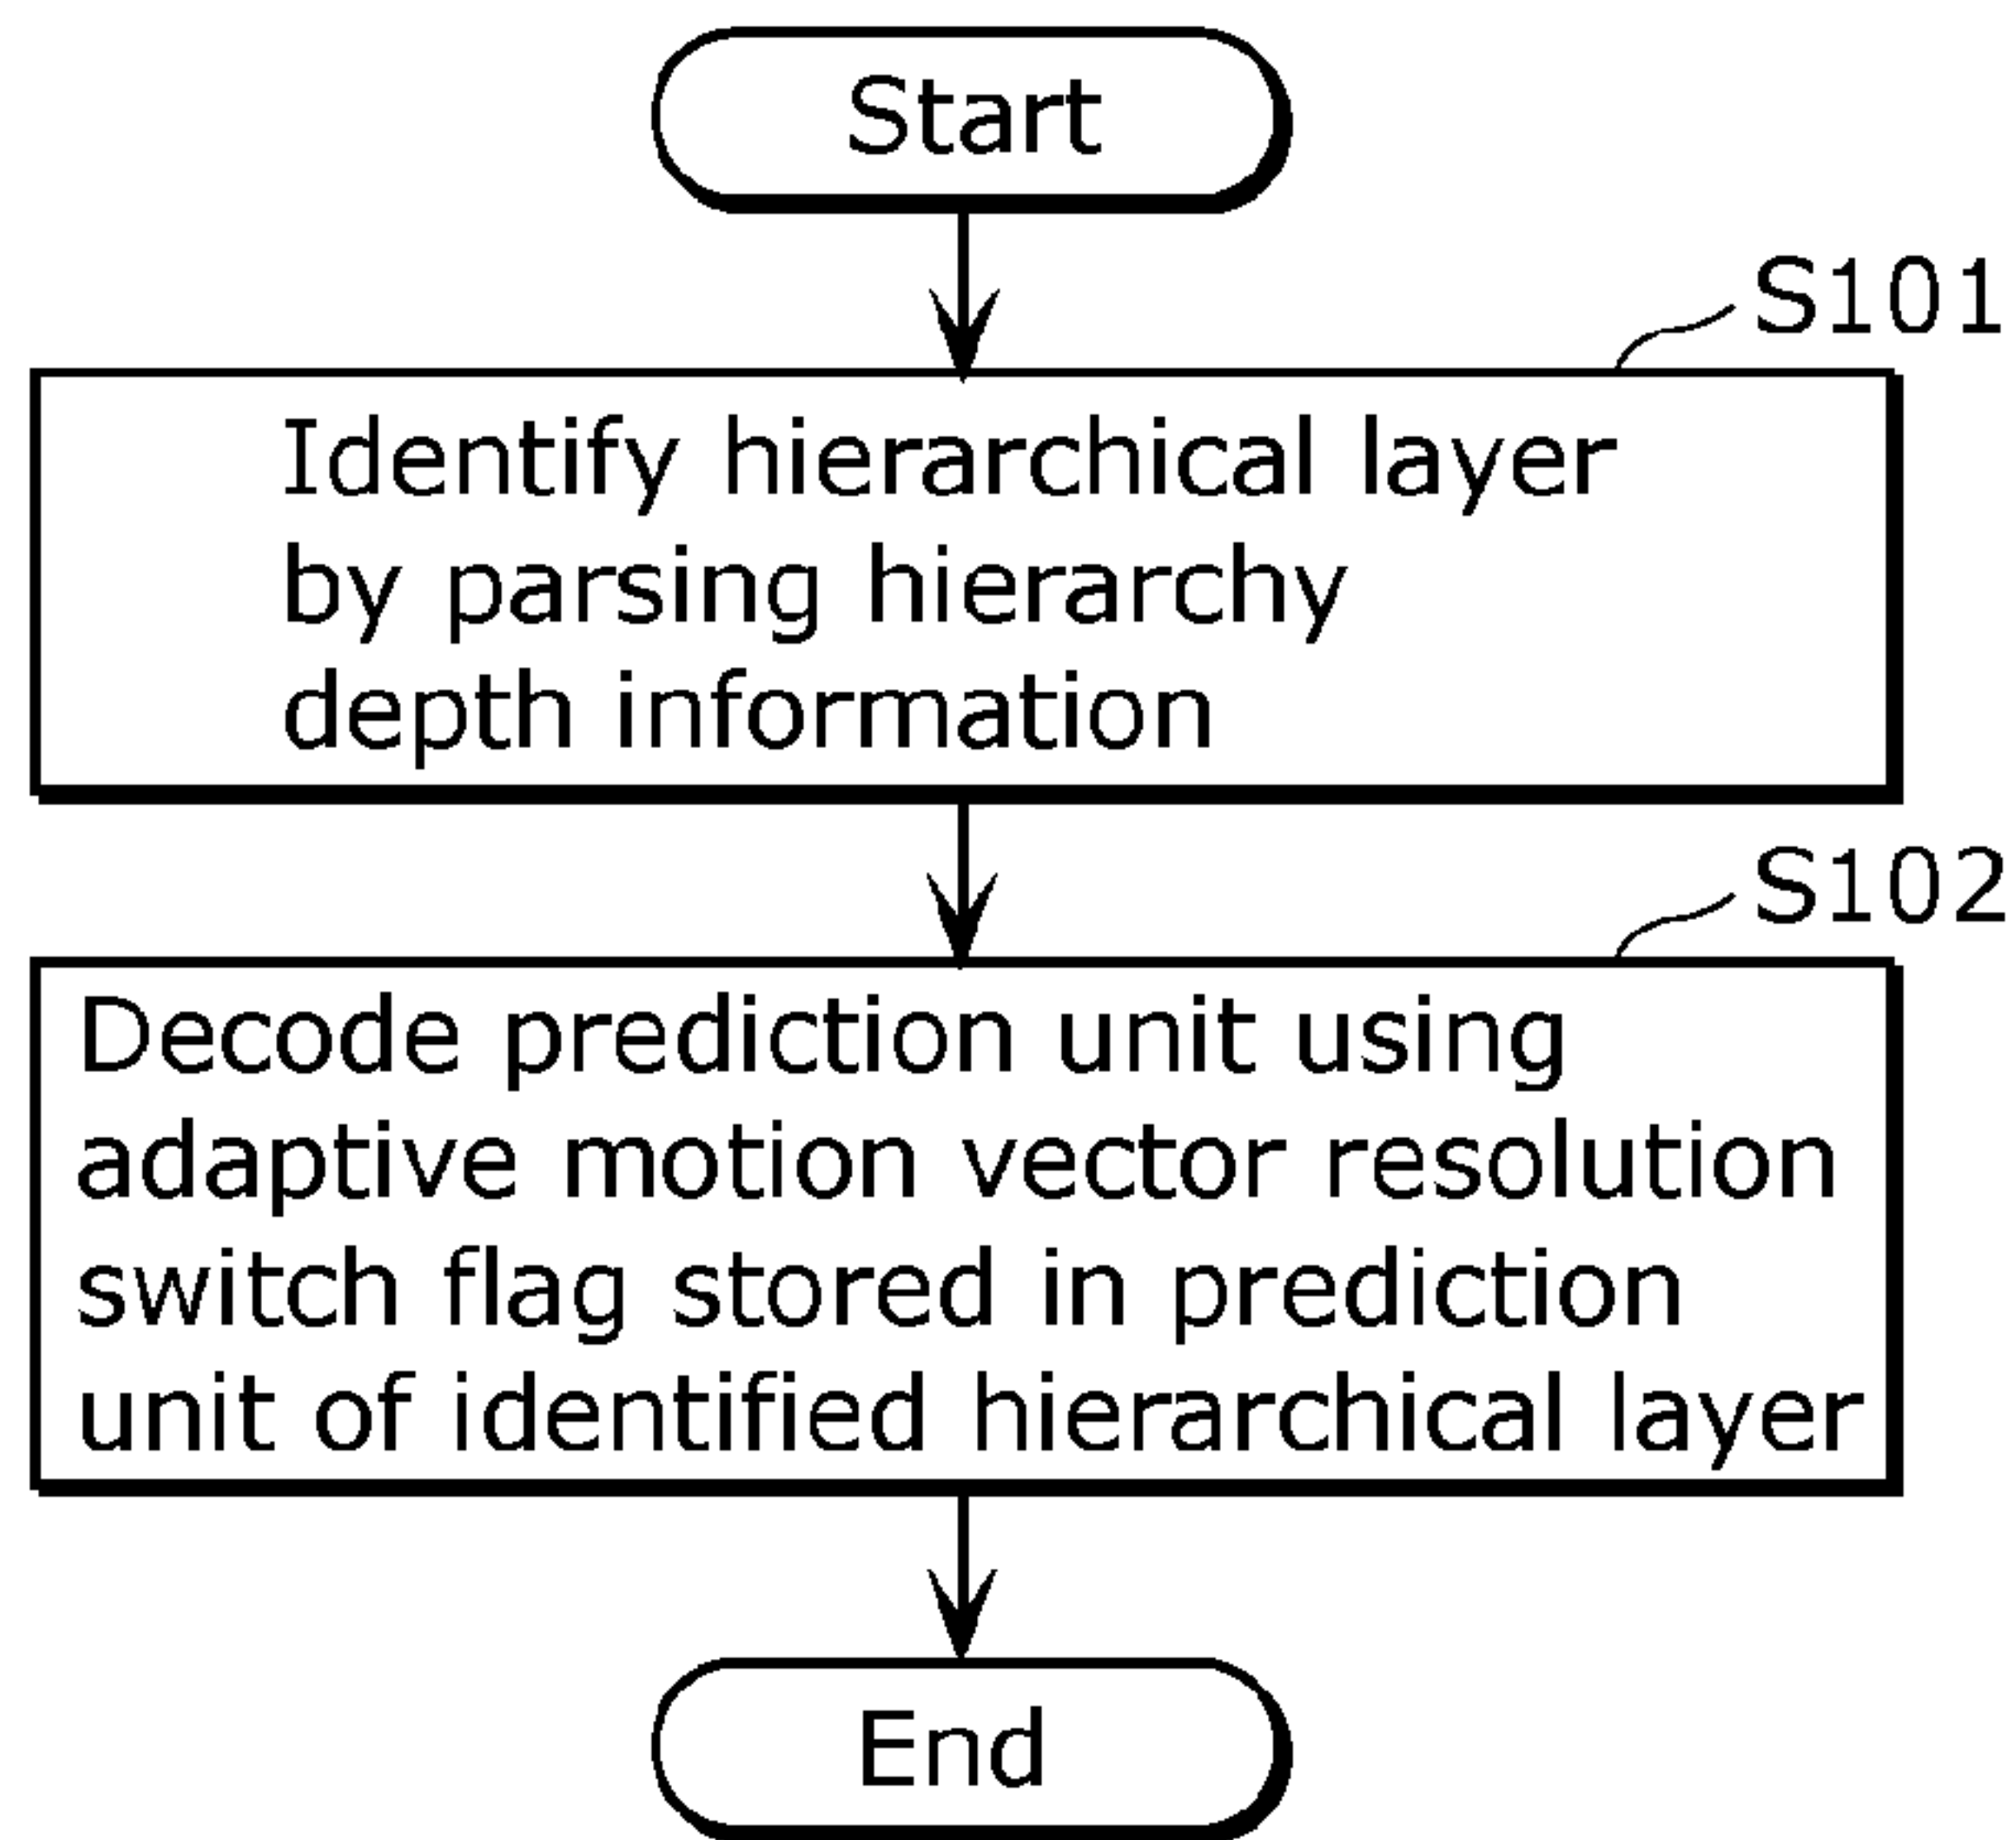 Start
S101
Identify hierarchical layer
by parsing hierarchy
depth information
S102
Decode prediction unit using
adaptive motion vector resolution
switch flag stored in prediction
unit of identified hierarchical layer
End